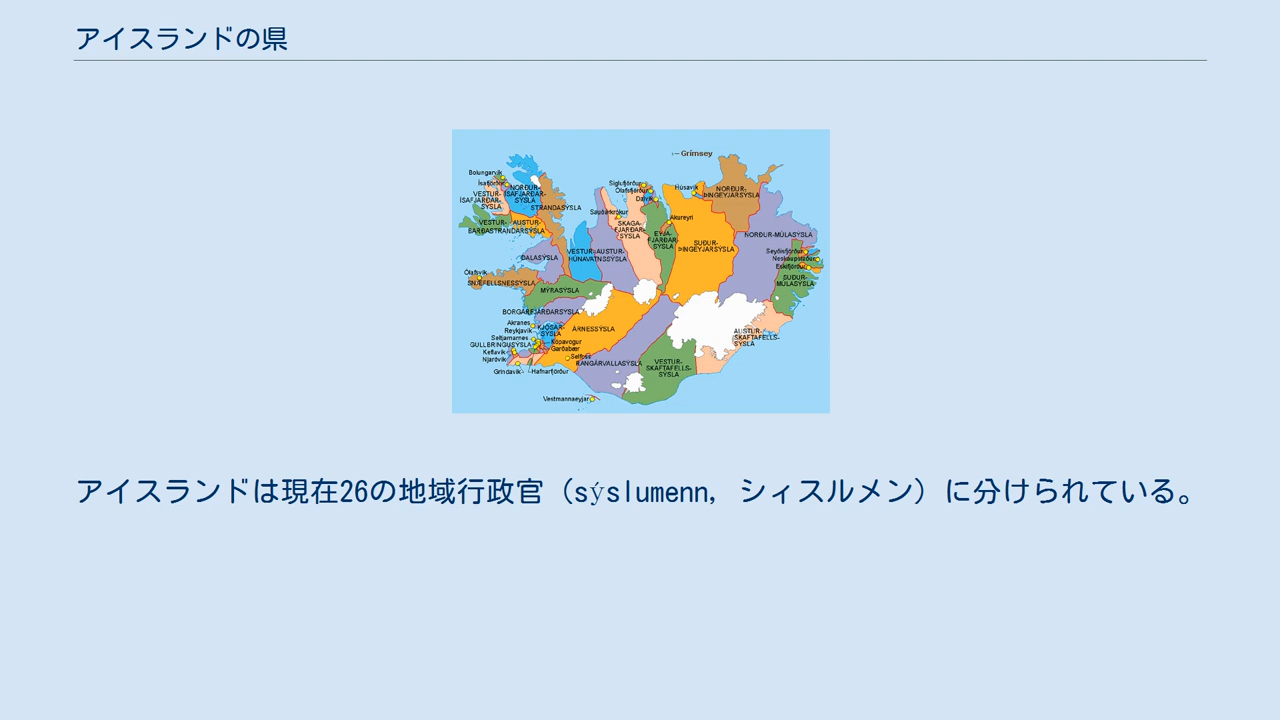 アイスランドの県
Grimsey
Bolungarvík
Ísafjörður
NORÐUR-
ÍSAFJARÐAR-
SÝSLA
VESTUR-
ÍSAFJARÐAR-
SÝSLA
STRANDASÝSLA
VESTUR-
AUSTUR-
BARÐASTRANDARSÝSLA
Siglufjörður
Ólafsfjörður
Dalvík
Húsavík
NORÐUR-
ÞINGEYJARSÝSLA
Sauðárkrókur
Akureyri
SKAGA-
FJARÐAR-
SÝSLA
EYJA-
FJARÐAR-
SÝSLA
SUÐUR-
ÞINGEYJARSÝSLA
NORÐUR-MÚLASÝSLA
DALASÝSLA
VESTUR-
AUSTUR-
HÚNAVATNSSÝSLA
Seyðisfjörður
Neskaupstaður
Eskifjörður
SUÐUR-
MÚLASÝSLA
Ólafsvík
SNÆFELLSNESSÝSLA
MÝRASÝSLA
BORGARFJARÐARSÝSLA
Akranes
Reykjavík
Seltjarnarnes
KJÓSAR-
SÝSLA
GULLBRINGUSÝSLA
Keflavík
Njarðvík
Kópavogur
Garðabær
Grindavík
Hafnarfjörður
Selfoss
ÁRNESSÝSLA
RANGÁRVALLASÝSLA
VESTUR-
SKAFTAFELLS-
SÝSLA
AUSTUR-
SKAFTAFELLS-
SÝSLA
Vestmannaeyjar
アイスランドは現在26の地域行政官（sýslumenn, シィスルメン）に分けられている。